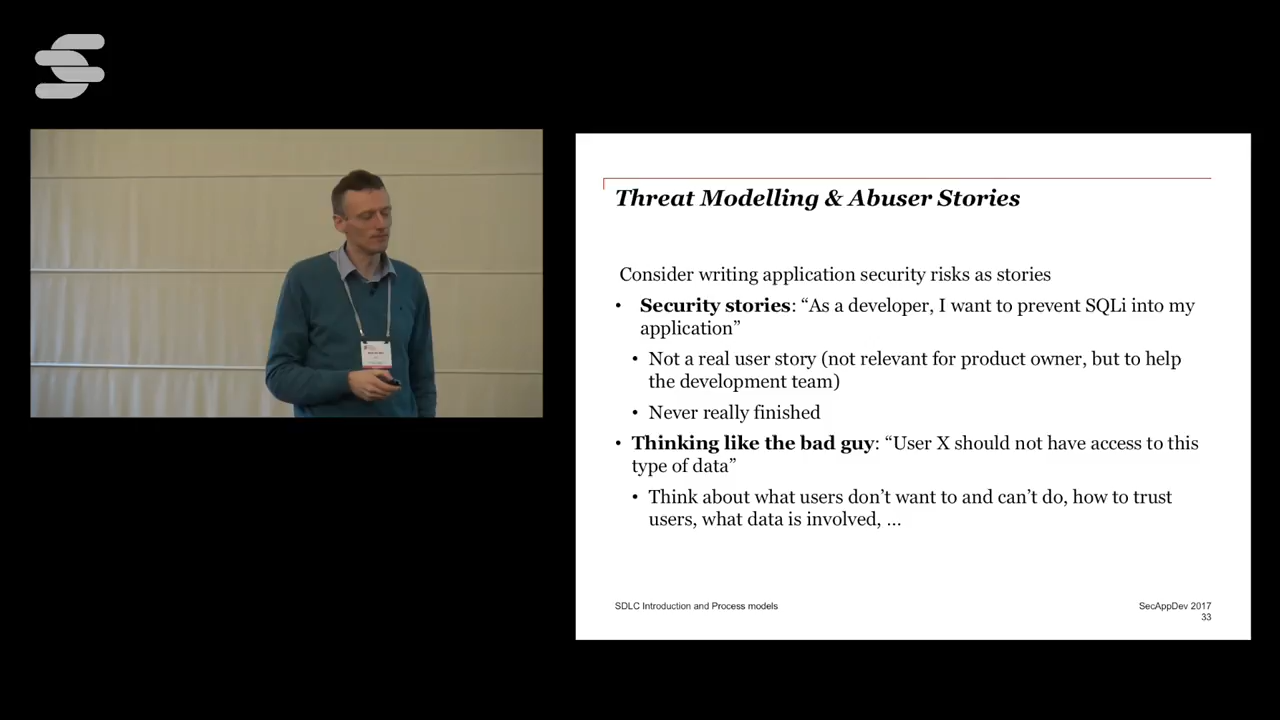 Threat Modelling & Abuser Stories
Consider writing application security risks as stories
• Security stories: “As a developer, I want to prevent SQLi into my
application”
• Not a real user story (not relevant for product owner, but to help
the development team)
• Never really finished
• Thinking like the bad guy: “User X should not have access to this
type of data”
• Think about what users don’t want to and can’t do, how to trust
users, what data is involved, …
SDLC Introduction and Process models
SecAppDev 2017
33